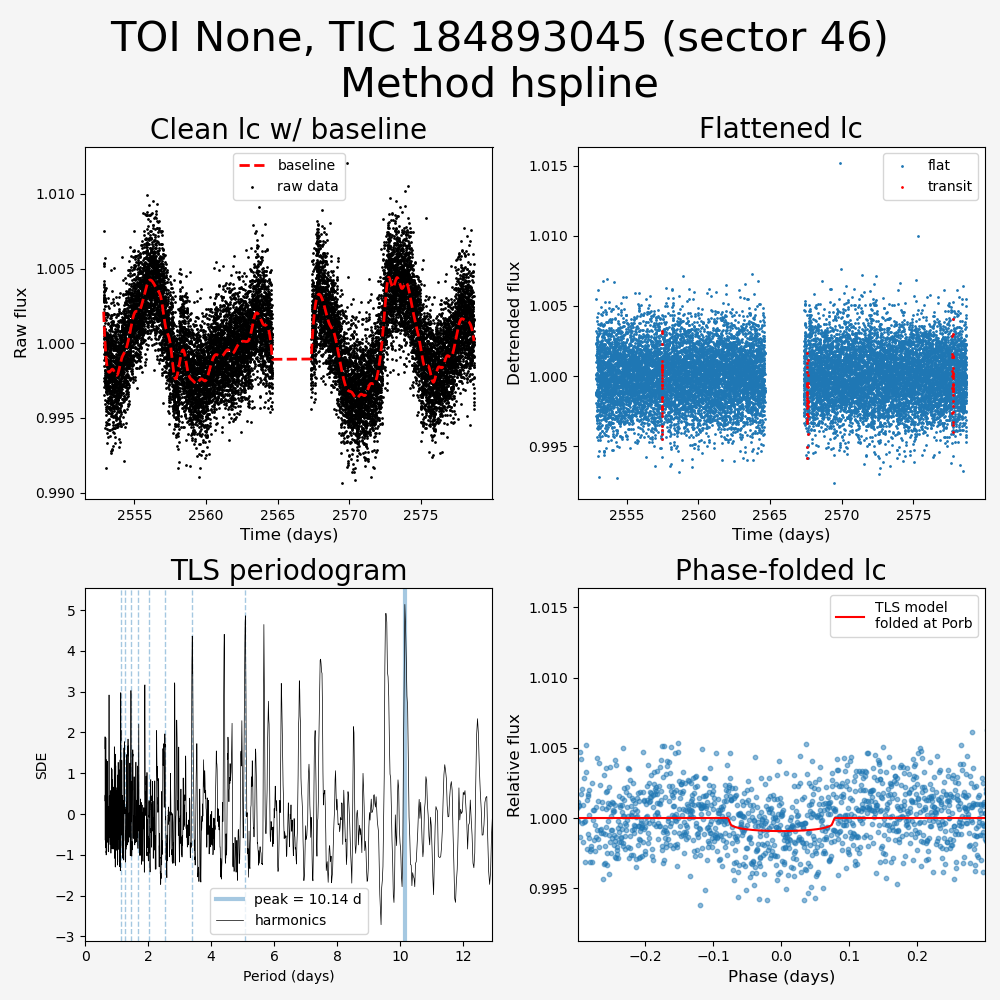 TOI None, TIC 184893045 (sector 46)
Method hspline
Clean lc w/ baseline
baseline
raw data
1.010
1.005
1.000
0.995
0.990
Raw flux
2555 2560 2565 2570 2575
Time (days)
Flattened lc
flat
transit
1.015
1.010
1.005
1.000
0.995
Detrended flux
2555 2560 2565 2570 2575
Time (days)
TLS periodogram
5
4
3
2
1
0
−1
−2
−3
SDE
peak = 10.14 d
harmonics
0 2 4 6 8 10 12
Period (days)
Phase-folded lc
TLS model
folded at Porb
1.015
1.010
1.005
1.000
0.995
Relative flux
−0.2 −0.1 0.0 0.1 0.2
Phase (days)